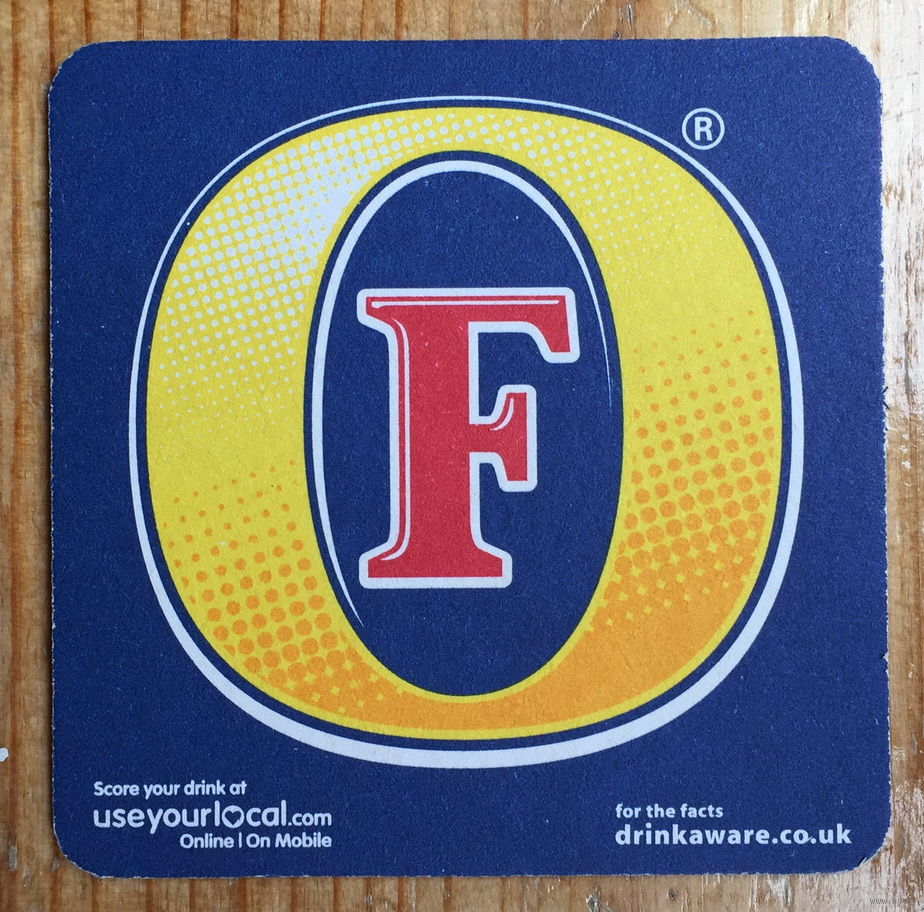 ®
F
Score your drink at
useyourlocal.com
Online | On Mobile
for the facts
drinkaware.co.uk